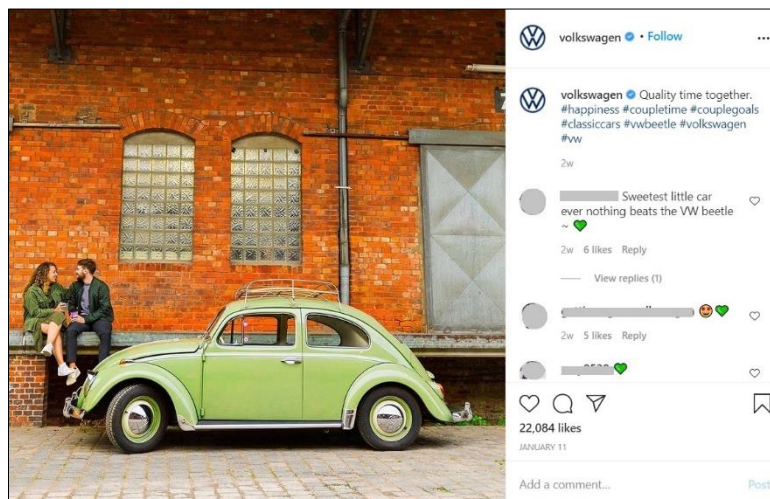 volkswagen • Follow
volkswagen Quality time together.
#happiness #coupletime #couplegoals
#classiccars #vwbeetle #volkswagen
#vw
2w
Sweetest little car
ever nothing beats the VW beetle
~ 💚
2w 6 likes Reply
View replies (1)
😍💚
2w 5 likes Reply
💚
22,084 likes
JANUARY 11
Add a comment...
Post